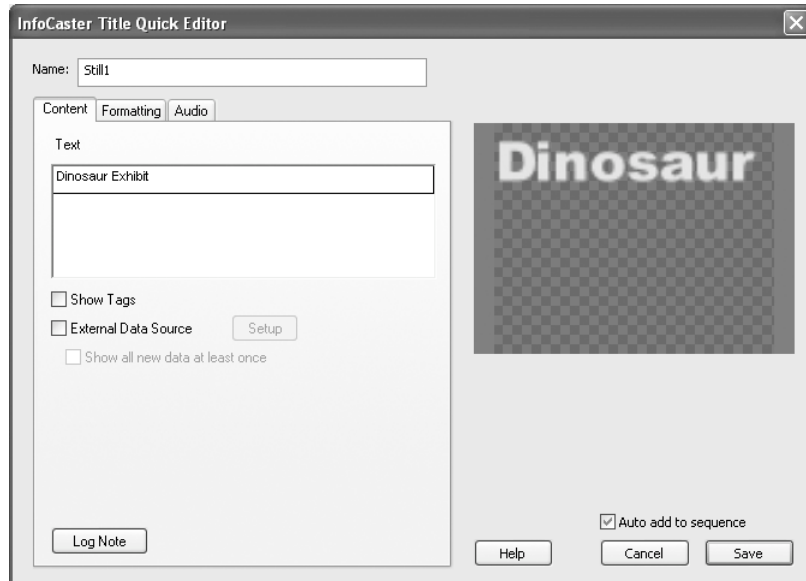 InfoCaster Title Quick Editor
Name: Still1
Content Formatting Audio
Text
Dinosaur Exhibit
Show Tags
External Data Source Setup
Show all new data at least once
Log Note
Dinosaur
Auto add to sequence
Help Cancel Save